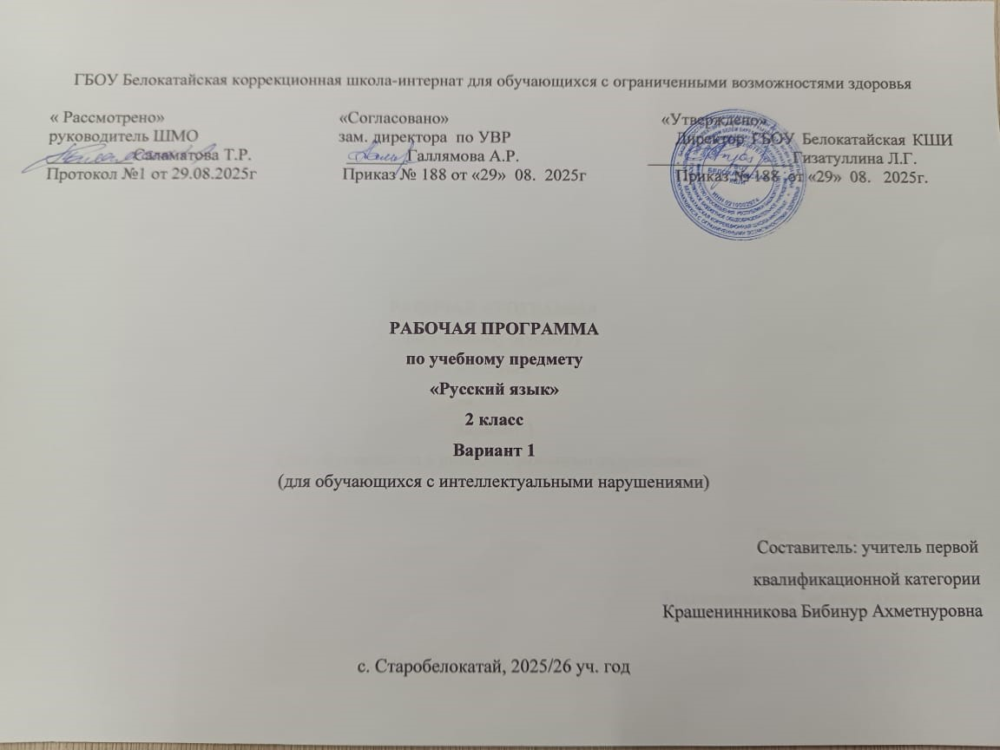 ГБОУ Белокатайская коррекционная школа-интернат для обучающихся с ограниченными возможностями здоровья
« Рассмотрено»
руководитель ШМО
Саламатова Т.Р.
Протокол №1 от 29.08.2025г
«Согласовано»
зам. директора по УВР
Галлямова А.Р.
Приказ № 188 от «29» 08. 2025г
«Утверждено»
Директор ГБОУ Белокатайская КШИ
Гизатуллина Л.Г.
Приказ № 188 от «29» 08. 2025г.
РАБОЧАЯ ПРОГРАММА
по учебному предмету
«Русский язык»
2 класс
Вариант 1
(для обучающихся с интеллектуальными нарушениями)
Составитель: учитель первой
квалификационной категории
Крашенинникова Бибинур Ахметнуровна
с. Старобелокатай, 2025/26 уч. год